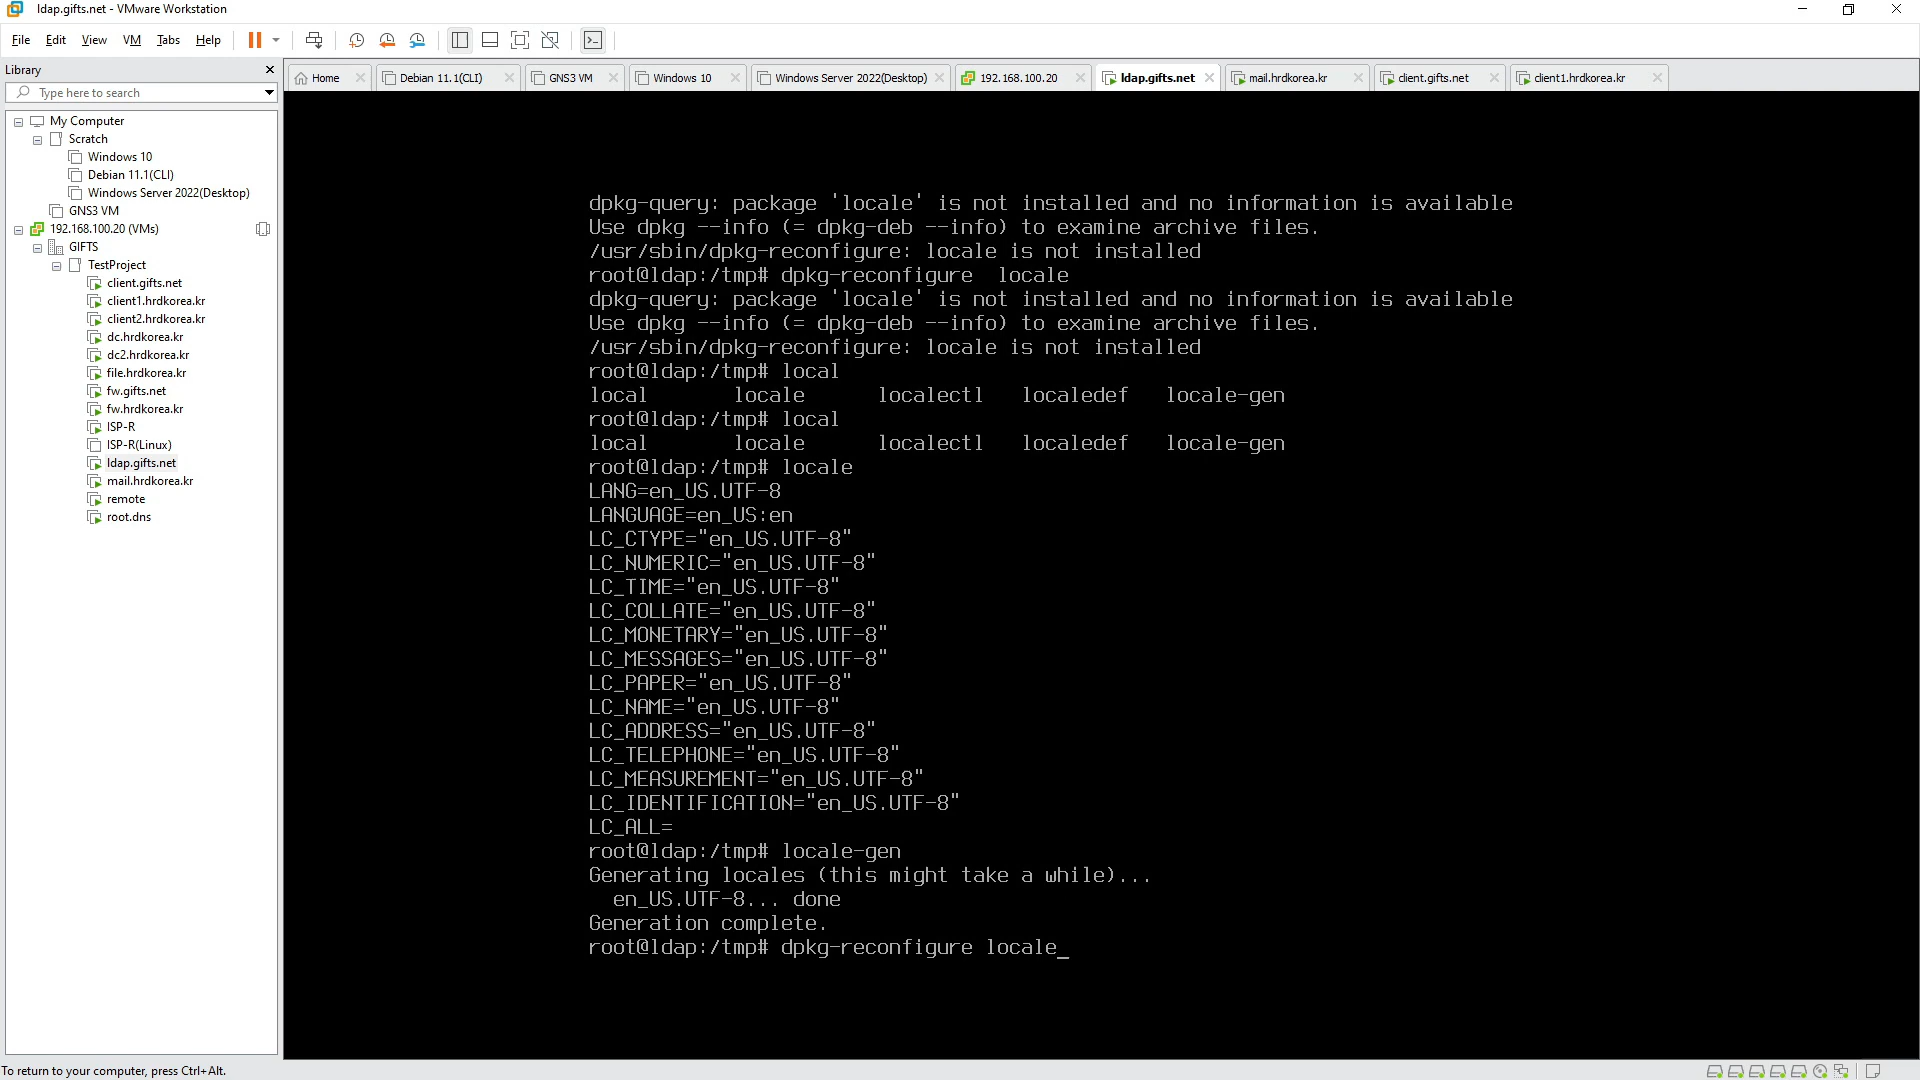 ldap.gifts.net - VMware Workstation
File Edit View VM Tabs Help
Library
Type here to search
Home
Debian 11.1(CLI)
GNS3 VM
Windows 10
Windows Server 2022(Desktop)
192.168.100.20
ldap.gifts.net
mail.hrdkorea.kr
client.gifts.net
client1.hrdkorea.kr
My Computer
Scratch
Windows 10
Debian 11.1(CLI)
Windows Server 2022(Desktop)
GNS3 VM
192.168.100.20 (VMs)
GIFTS
TestProject
client.gifts.net
client1.hrdkorea.kr
client2.hrdkorea.kr
dc.hrdkorea.kr
dc2.hrdkorea.kr
file.hrdkorea.kr
fw.gifts.net
fw.hrdkorea.kr
ISP-R
ISP-R(Linux)
ldap.gifts.net
mail.hrdkorea.kr
remote
root.dns
dpkg-query: package 'locale' is not installed and no information is available
Use dpkg --info (= dpkg-deb --info) to examine archive files.
/usr/sbin/dpkg-reconfigure: locale is not installed
root@ldap:/tmp# dpkg-reconfigure  locale
dpkg-query: package 'locale' is not installed and no information is available
Use dpkg --info (= dpkg-deb --info) to examine archive files.
/usr/sbin/dpkg-reconfigure: locale is not installed
root@ldap:/tmp# local
local       locale      localectl   localedef   locale-gen
root@ldap:/tmp# local
local       locale      localectl   localedef   locale-gen
root@ldap:/tmp# locale
LANG=en_US.UTF-8
LANGUAGE=en_US:en
LC_CTYPE="en_US.UTF-8"
LC_NUMERIC="en_US.UTF-8"
LC_TIME="en_US.UTF-8"
LC_COLLATE="en_US.UTF-8"
LC_MONETARY="en_US.UTF-8"
LC_MESSAGES="en_US.UTF-8"
LC_PAPER="en_US.UTF-8"
LC_NAME="en_US.UTF-8"
LC_ADDRESS="en_US.UTF-8"
LC_TELEPHONE="en_US.UTF-8"
LC_MEASUREMENT="en_US.UTF-8"
LC_IDENTIFICATION="en_US.UTF-8"
LC_ALL=
root@ldap:/tmp# locale-gen
Generating locales (this might take a while)...
  en_US.UTF-8... done
Generation complete.
root@ldap:/tmp# dpkg-reconfigure locale_
To return to your computer, press Ctrl+Alt.